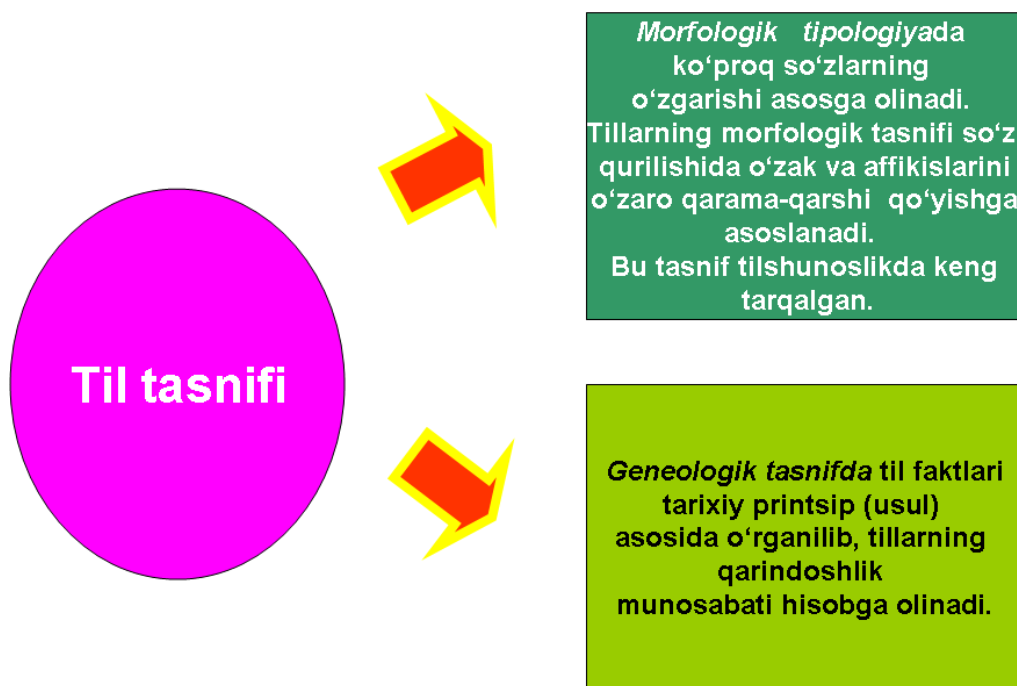 Til tasnifi
Morfologik tipologiyada
ko‘proq so‘zlarning
o‘zgarishi asosga olinadi.
Tillarning morfologik tasnifi so‘z
qurilishida o‘zak va affikislarini
o‘zaro qarama-qarshi qo‘yishga
asoslanadi.
Bu tasnif tilshunoslikda keng
tarqalgan.
Geneologik tasnifda til faktlari
tarixiy printsip (usul)
asosida o‘rganilib, tillarning
qarindoshlik
munosabati hisobga olinadi.